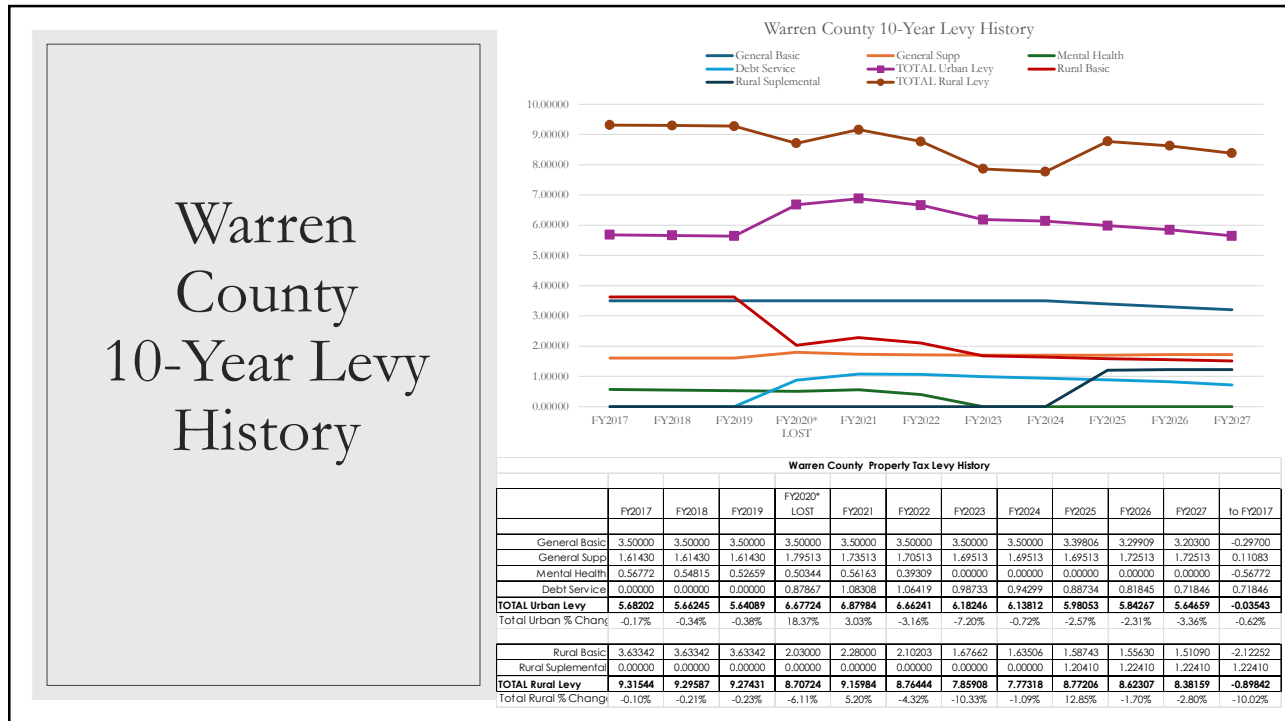 Warren
County
10-Year Levy
History
Warren County 10-Year Levy History
General Basic General Supp Mental Health
Debt Service TOTAL Urban Levy Rural Basic
Rural Suplemental TOTAL Rural Levy
10.00000
9.00000
8.00000
7.00000
6.00000
5.00000
4.00000
3.00000
2.00000
1.00000
0.00000
FY2017 FY2018 FY2019 FY2020* FY2021 FY2022 FY2023 FY2024 FY2025 FY2026 FY2027
LOST
Warren County Property Tax Levy History
FY2020*
FY2017 FY2018 FY2019 LOST FY2021 FY2022 FY2023 FY2024 FY2025 FY2026 FY2027 to FY2017
General Basic 3.50000 3.50000 3.50000 3.50000 3.50000 3.50000 3.50000 3.50000 3.39806 3.29909 3.20300 -0.29700
General Supp 1.61430 1.61430 1.61430 1.79513 1.73513 1.70513 1.69513 1.69513 1.69513 1.72513 1.72513 0.11083
Mental Health 0.56772 0.54815 0.52659 0.50344 0.56163 0.39309 0.00000 0.00000 0.00000 0.00000 0.00000 -0.56772
Debt Service 0.00000 0.00000 0.00000 0.87867 1.08308 1.06419 0.98733 0.94299 0.88734 0.81845 0.71846 0.71846
TOTAL Urban Levy 5.68202 5.66245 5.64089 6.67724 6.87984 6.66241 6.18246 6.13812 5.98053 5.84267 5.64659 -0.03543
Total Urban % Chang -0.17% -0.34% -0.38% 18.37% 3.03% -3.16% -7.20% -0.72% -2.57% -2.31% -3.36% -0.62%
Rural Basic 3.63342 3.63342 3.63342 2.03000 2.28000 2.10203 1.67662 1.63506 1.58743 1.55630 1.51090 -2.12252
Rural Suplemental 0.00000 0.00000 0.00000 0.00000 0.00000 0.00000 0.00000 0.00000 1.20410 1.22410 1.22410 1.22410
TOTAL Rural Levy 9.31544 9.29587 9.27431 8.70724 9.15984 8.76444 7.85908 7.77318 8.77206 8.62307 8.38159 -0.89842
Total Rural % Change -0.10% -0.21% -0.23% -6.11% 5.20% -4.32% -10.33% -1.09% 12.85% -1.70% -2.80% -10.02%